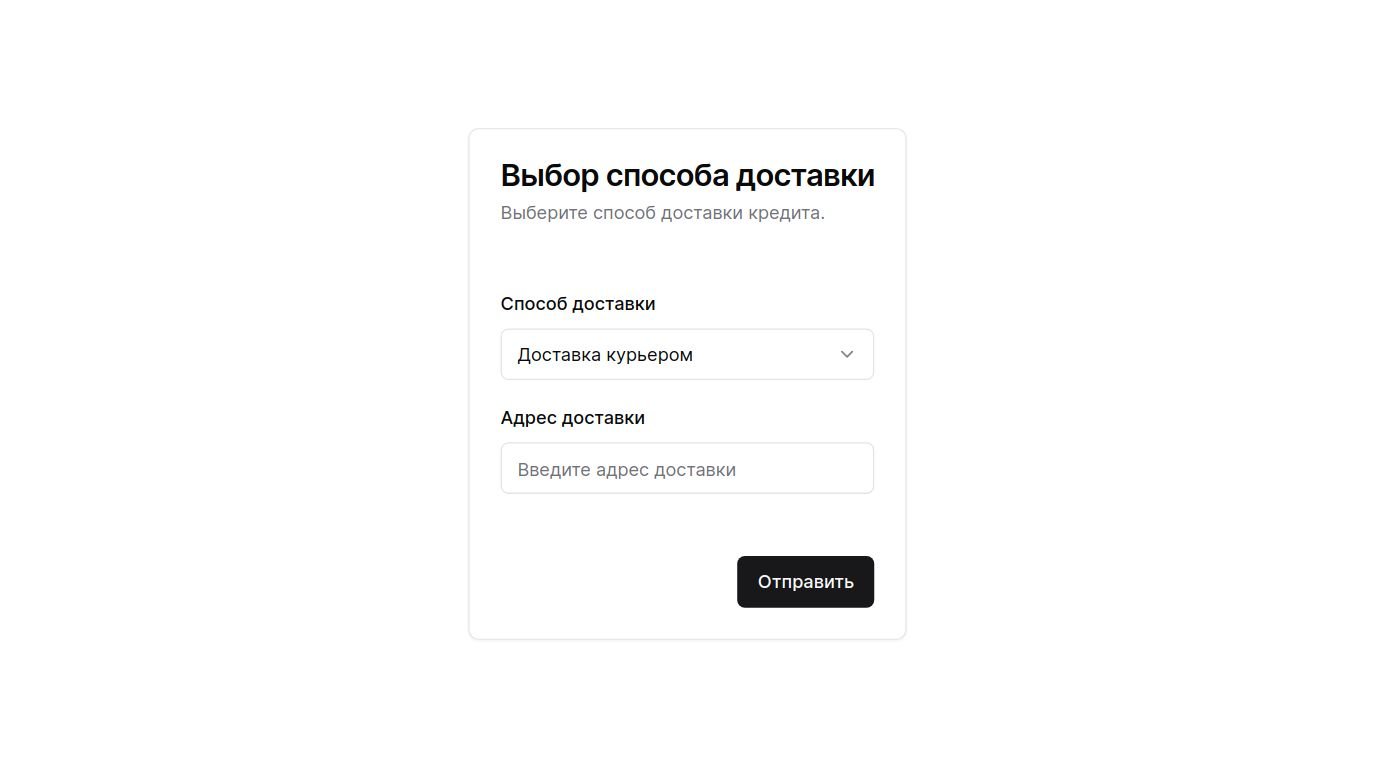 Выбор способа доставки
Выберите способ доставки кредита.
Способ доставки
Доставка курьером
Адрес доставки
Введите адрес доставки
Отправить